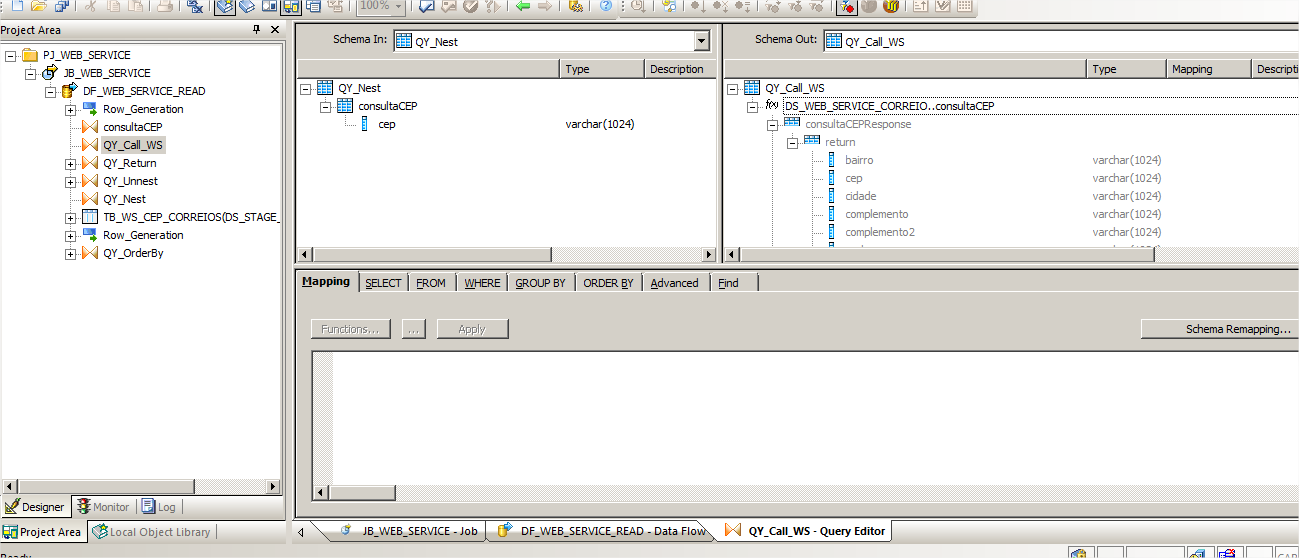 100%
Project Area
PJ_WEB_SERVICE
JB_WEB_SERVICE
DF_WEB_SERVICE_READ
Row_Generation
consultaCEP
QY_Call_WS
QY_Return
QY_Unnest
QY_Nest
TB_WS_CEP_CORREIOS(DS_STAGE_
Row_Generation
QY_OrderBy
Designer Monitor Log
Project Area Local Object Library
Schema In: QY_Nest
Type Description
QY_Nest
consultaCEP
cep varchar(1024)
Schema Out: QY_Call_WS
Type Mapping Descripti
QY_Call_WS
f(x) DS_WEB_SERVICE_CORREIO..consultaCEP
consultaCEPResponse
return
bairro varchar(1024)
cep varchar(1024)
cidade varchar(1024)
complemento varchar(1024)
complemento2 varchar(1024)
Mapping SELECT FROM WHERE GROUP BY ORDER BY Advanced Find
Functions... ... Apply Schema Remapping...
JB_WEB_SERVICE - Job DF_WEB_SERVICE_READ - Data Flow QY_Call_WS - Query Editor